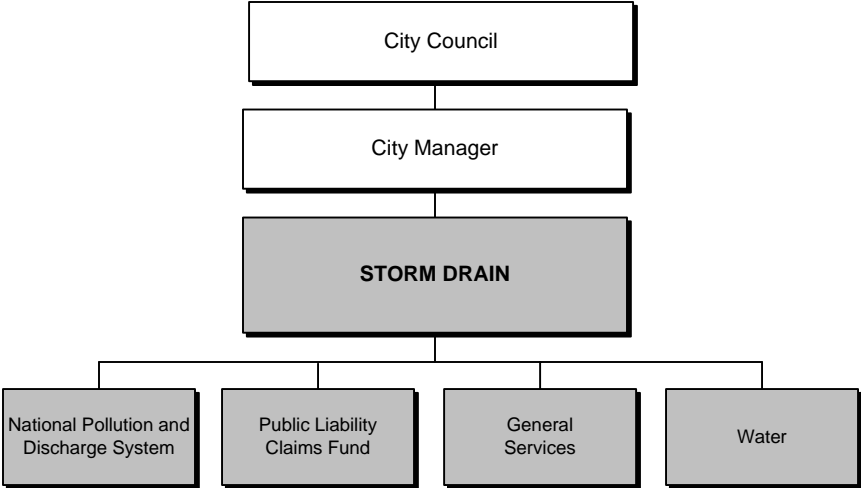 City Council
City Manager
STORM DRAIN
National Pollution and
Discharge System
Public Liability
Claims Fund
General
Services
Water